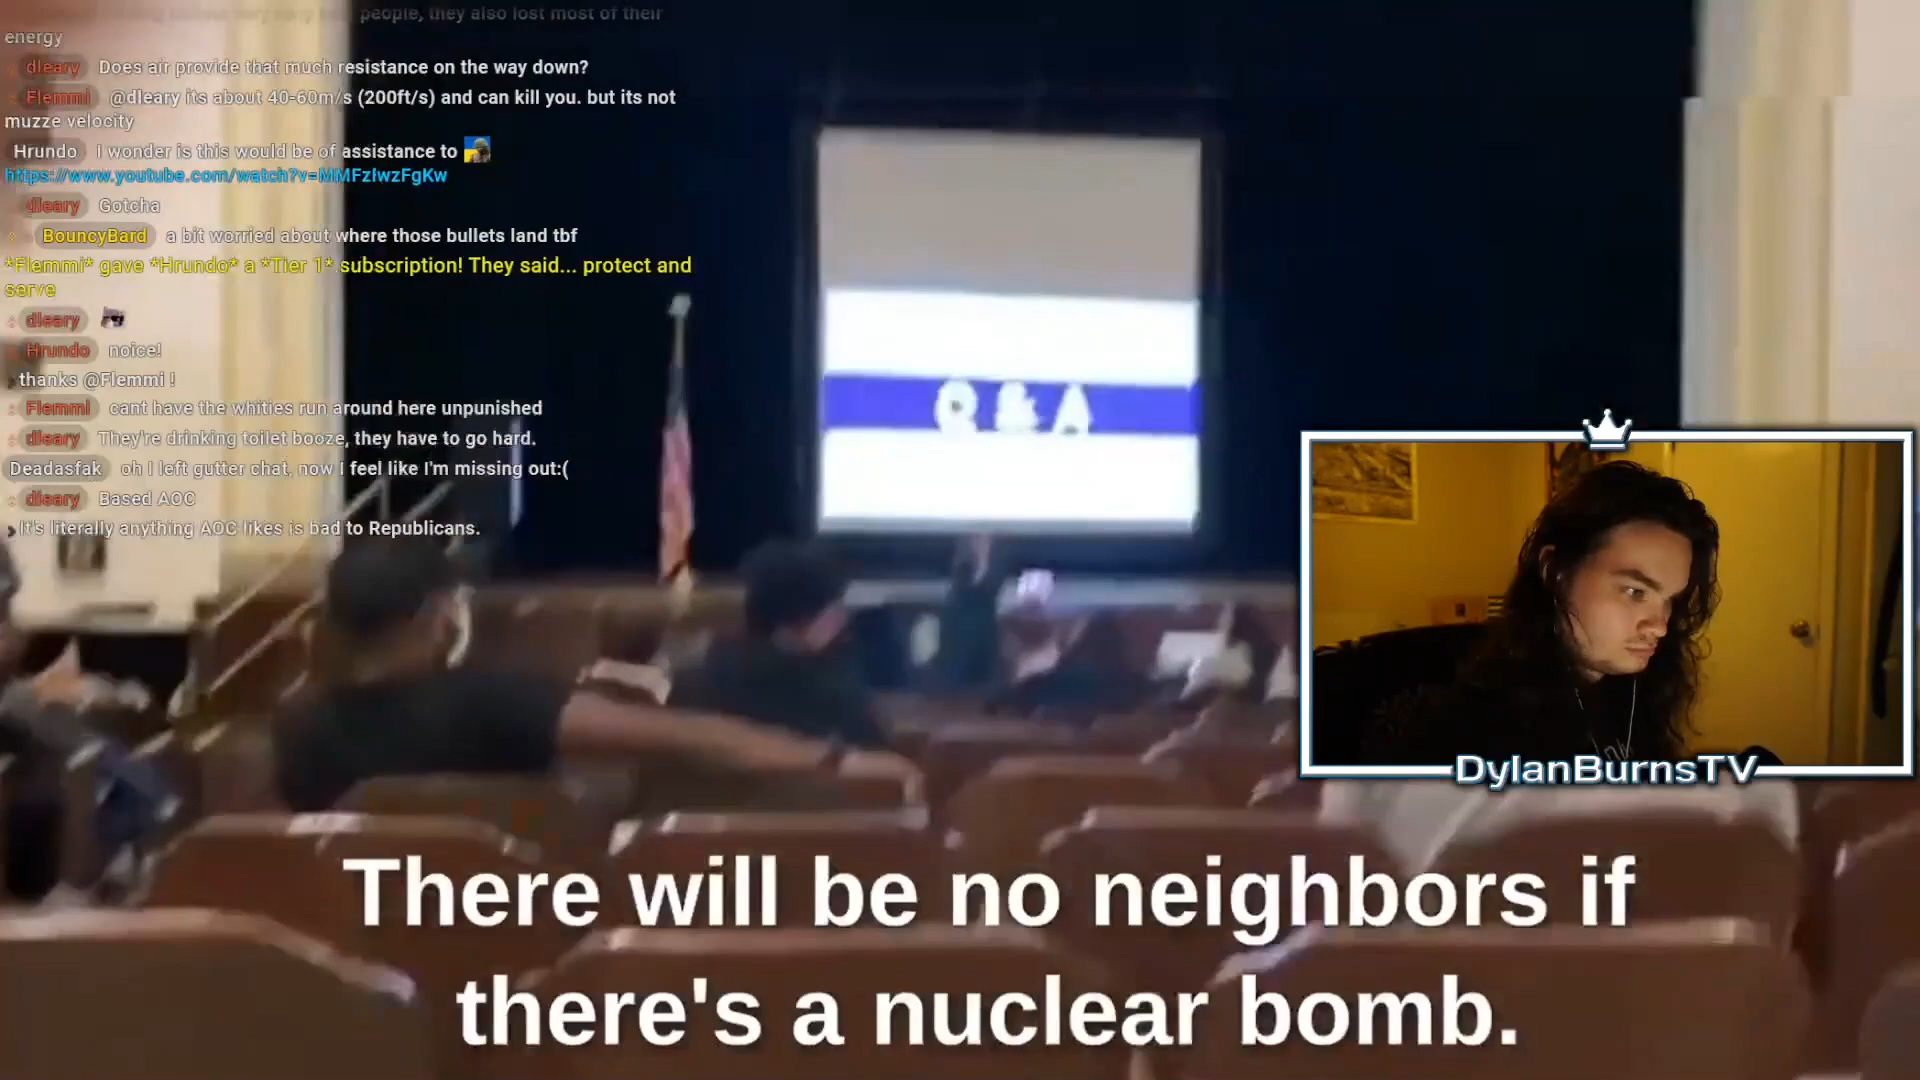 people, they also lost most of their
energy
dleary Does air provide that much resistance on the way down?
Flemmi @dleary its about 40-60m/s (200ft/s) and can kill you. but its not
muzze velocity
Hrundo I wonder is this would be of assistance to
https://www.youtube.com/watch?v=MMFzIwzFgKw
dleary Gotcha
BouncyBard a bit worried about where those bullets land tbf
*Flemmi* gave *Hrundo* a *Tier 1* subscription! They said... protect and
serve
dleary
Hrundo noice!
thanks @Flemmi !
Flemmi cant have the whities run around here unpunished
dleary They're drinking toilet booze, they have to go hard.
Deadasfak oh I left gutter chat, now I feel like I'm missing out:(
dleary Based AOC
It's literally anything AOC likes is bad to Republicans.
Q & A
DylanBurnsTV
There will be no neighbors if
there's a nuclear bomb.